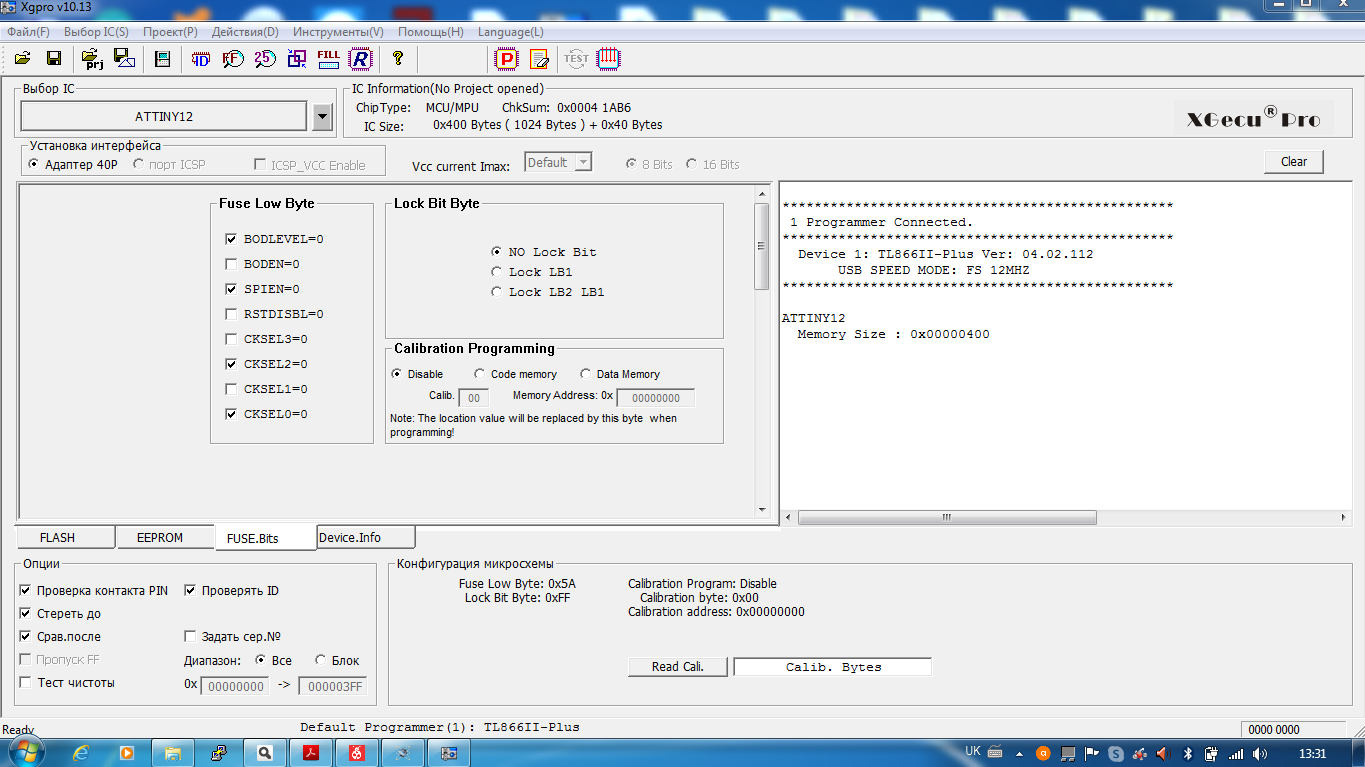 Xgpro v10.13
Файл(F) Выбор IC(S) Проект(P) Действия(D) Инструменты(V) Помощь(H) Language(L)
prj ID FF 25 FILL R ? P TEST
Выбор IC
ATTINY12
IC Information(No Project opened)
ChipType: MCU/MPU ChkSum: 0x0004 1AB6
IC Size: 0x400 Bytes ( 1024 Bytes ) + 0x40 Bytes
XGecu® Pro
Установка интерфейса
Адаптер 40P порт ICSP ICSP_VCC Enable
Vcc current Imax: Default 8 Bits 16 Bits
Clear
Fuse Low Byte
BODLEVEL=0
BODEN=0
SPIEN=0
RSTDISBL=0
CKSEL3=0
CKSEL2=0
CKSEL1=0
CKSEL0=0
Lock Bit Byte
NO Lock Bit
Lock LB1
Lock LB2 LB1
Calibration Programming
Disable Code memory Data Memory
Calib. 00 Memory Address: 0x 00000000
Note: The location value will be replaced by this byte when
programming!
*************************************************
1 Programmer Connected.
*************************************************
Device 1: TL866II-Plus Ver: 04.02.112
USB SPEED MODE: FS 12MHZ
*************************************************
ATTINY12
Memory Size : 0x00000400
FLASH EEPROM FUSE.Bits Device.Info
Опции
Проверка контакта PIN Проверять ID
Стереть до
Срав.после Задать сер.№
Пропуск FF Диапазон: Все Блок
Тест чистоты 0x 00000000 -> 000003FF
Конфигурация микросхемы
Fuse Low Byte: 0x5A Calibration Program: Disable
Lock Bit Byte: 0xFF Calibration byte: 0x00
Calibration address: 0x00000000
Read Cali. Calib. Bytes
Ready Default Programmer(1): TL866II-Plus 0000 0000
UK 13:31